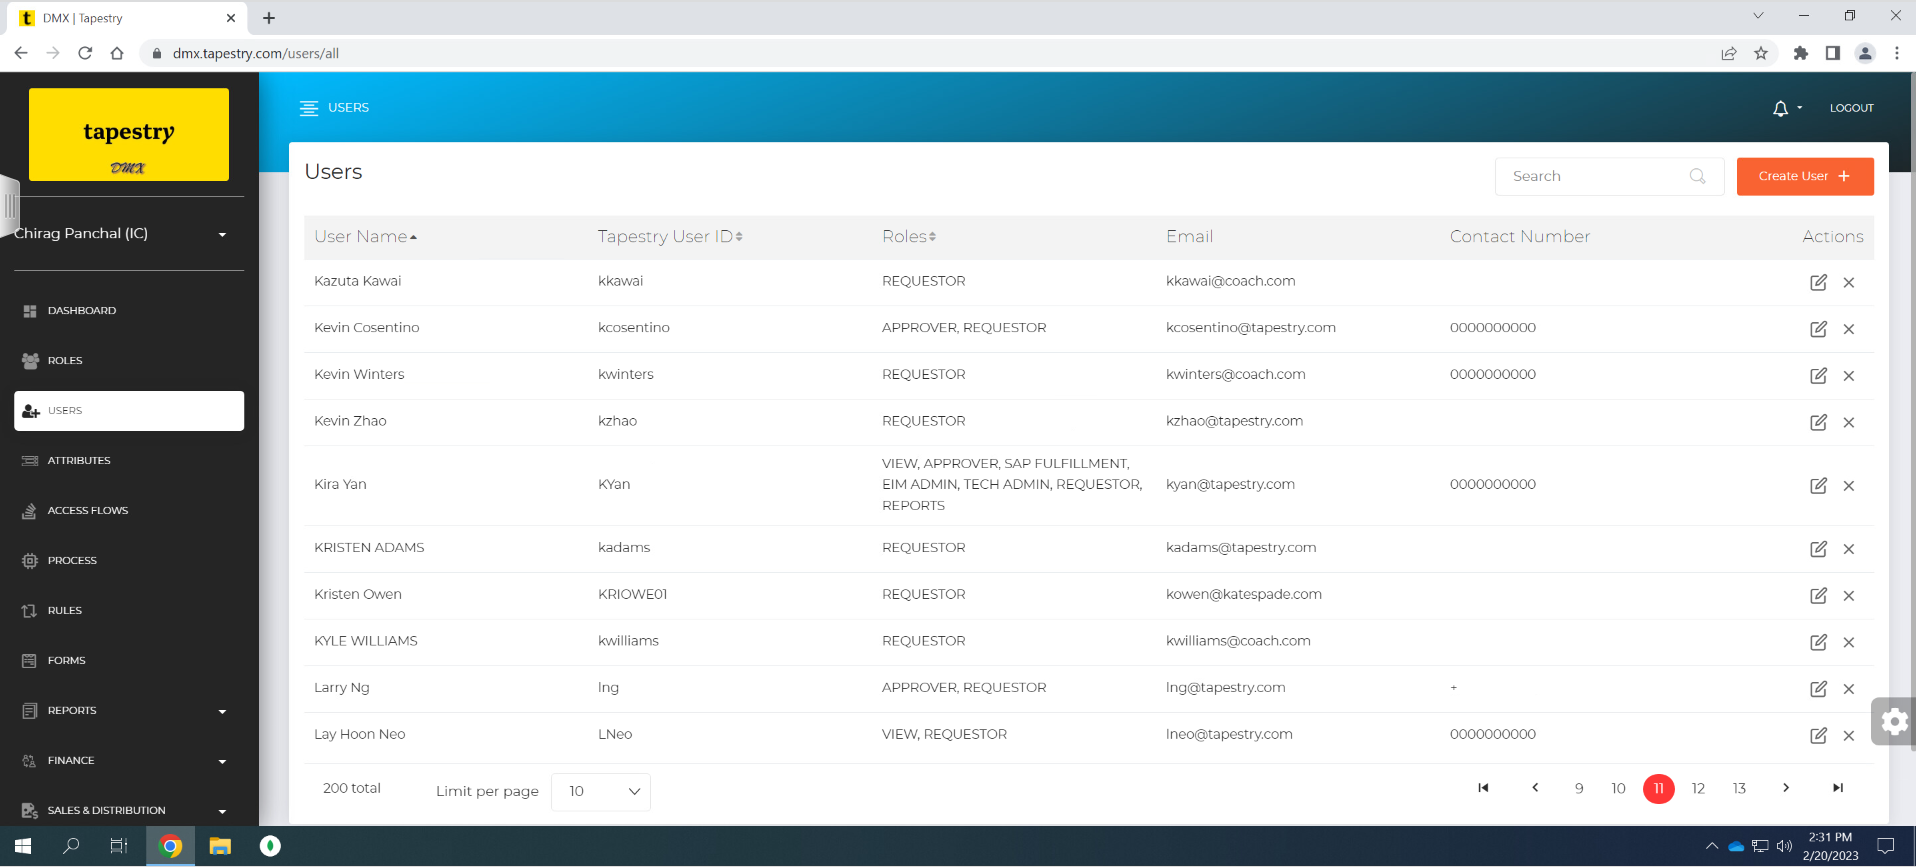 DMX | Tapestry
dmx.tapestry.com/users/all
tapestry
DMX
Chirag Panchal (IC)
DASHBOARD
ROLES
USERS
ATTRIBUTES
ACCESS FLOWS
PROCESS
RULES
FORMS
REPORTS
FINANCE
SALES & DISTRIBUTION
USERS
LOGOUT
Users
Search
Create User +
User Name Tapestry User ID Roles Email Contact Number Actions
Kazuta Kawai kkawai REQUESTOR kkawai@coach.com
Kevin Cosentino kcosentino APPROVER, REQUESTOR kcosentino@tapestry.com 0000000000
Kevin Winters kwinters REQUESTOR kwinters@coach.com 0000000000
Kevin Zhao kzhao REQUESTOR kzhao@tapestry.com
VIEW, APPROVER, SAP FULFILLMENT,
Kira Yan KYan EIM ADMIN, TECH ADMIN, REQUESTOR, kyan@tapestry.com 0000000000
REPORTS
KRISTEN ADAMS kadams REQUESTOR kadams@tapestry.com
Kristen Owen KRIOWE01 REQUESTOR kowen@katespade.com
KYLE WILLIAMS kwilliams REQUESTOR kwilliams@coach.com
Larry Ng lng APPROVER, REQUESTOR lng@tapestry.com +
Lay Hoon Neo LNeo VIEW, REQUESTOR lneo@tapestry.com 0000000000
200 total Limit per page 10 9 10 11 12 13
2:31 PM
2/20/2023